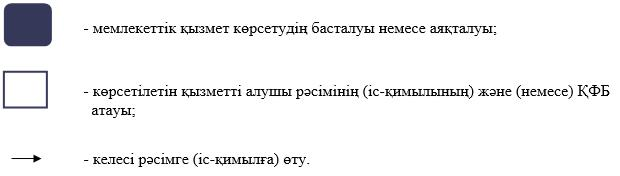 - мемлекеттік қызмет көрсетудің басталуы немесе аяқталуы;
- көрсетілетін қызметті алушы рәсімінің (іс-қимылының) және (немесе) ҚФБ
атауы;
- келесі рәсімге (іс-қимылға) өту.